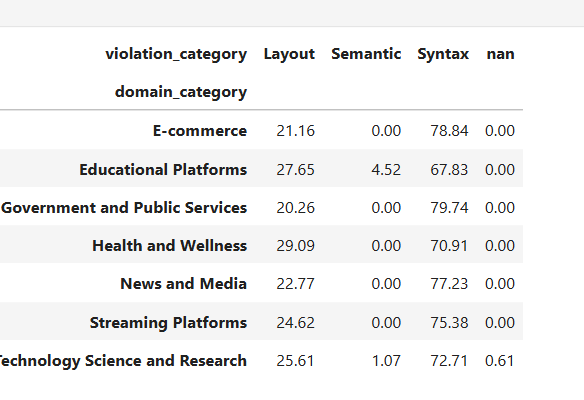 violation_category Layout Semantic Syntax nan
domain_category
E-commerce 21.16 0.00 78.84 0.00
Educational Platforms 27.65 4.52 67.83 0.00
Government and Public Services 20.26 0.00 79.74 0.00
Health and Wellness 29.09 0.00 70.91 0.00
News and Media 22.77 0.00 77.23 0.00
Streaming Platforms 24.62 0.00 75.38 0.00
Technology Science and Research 25.61 1.07 72.71 0.61